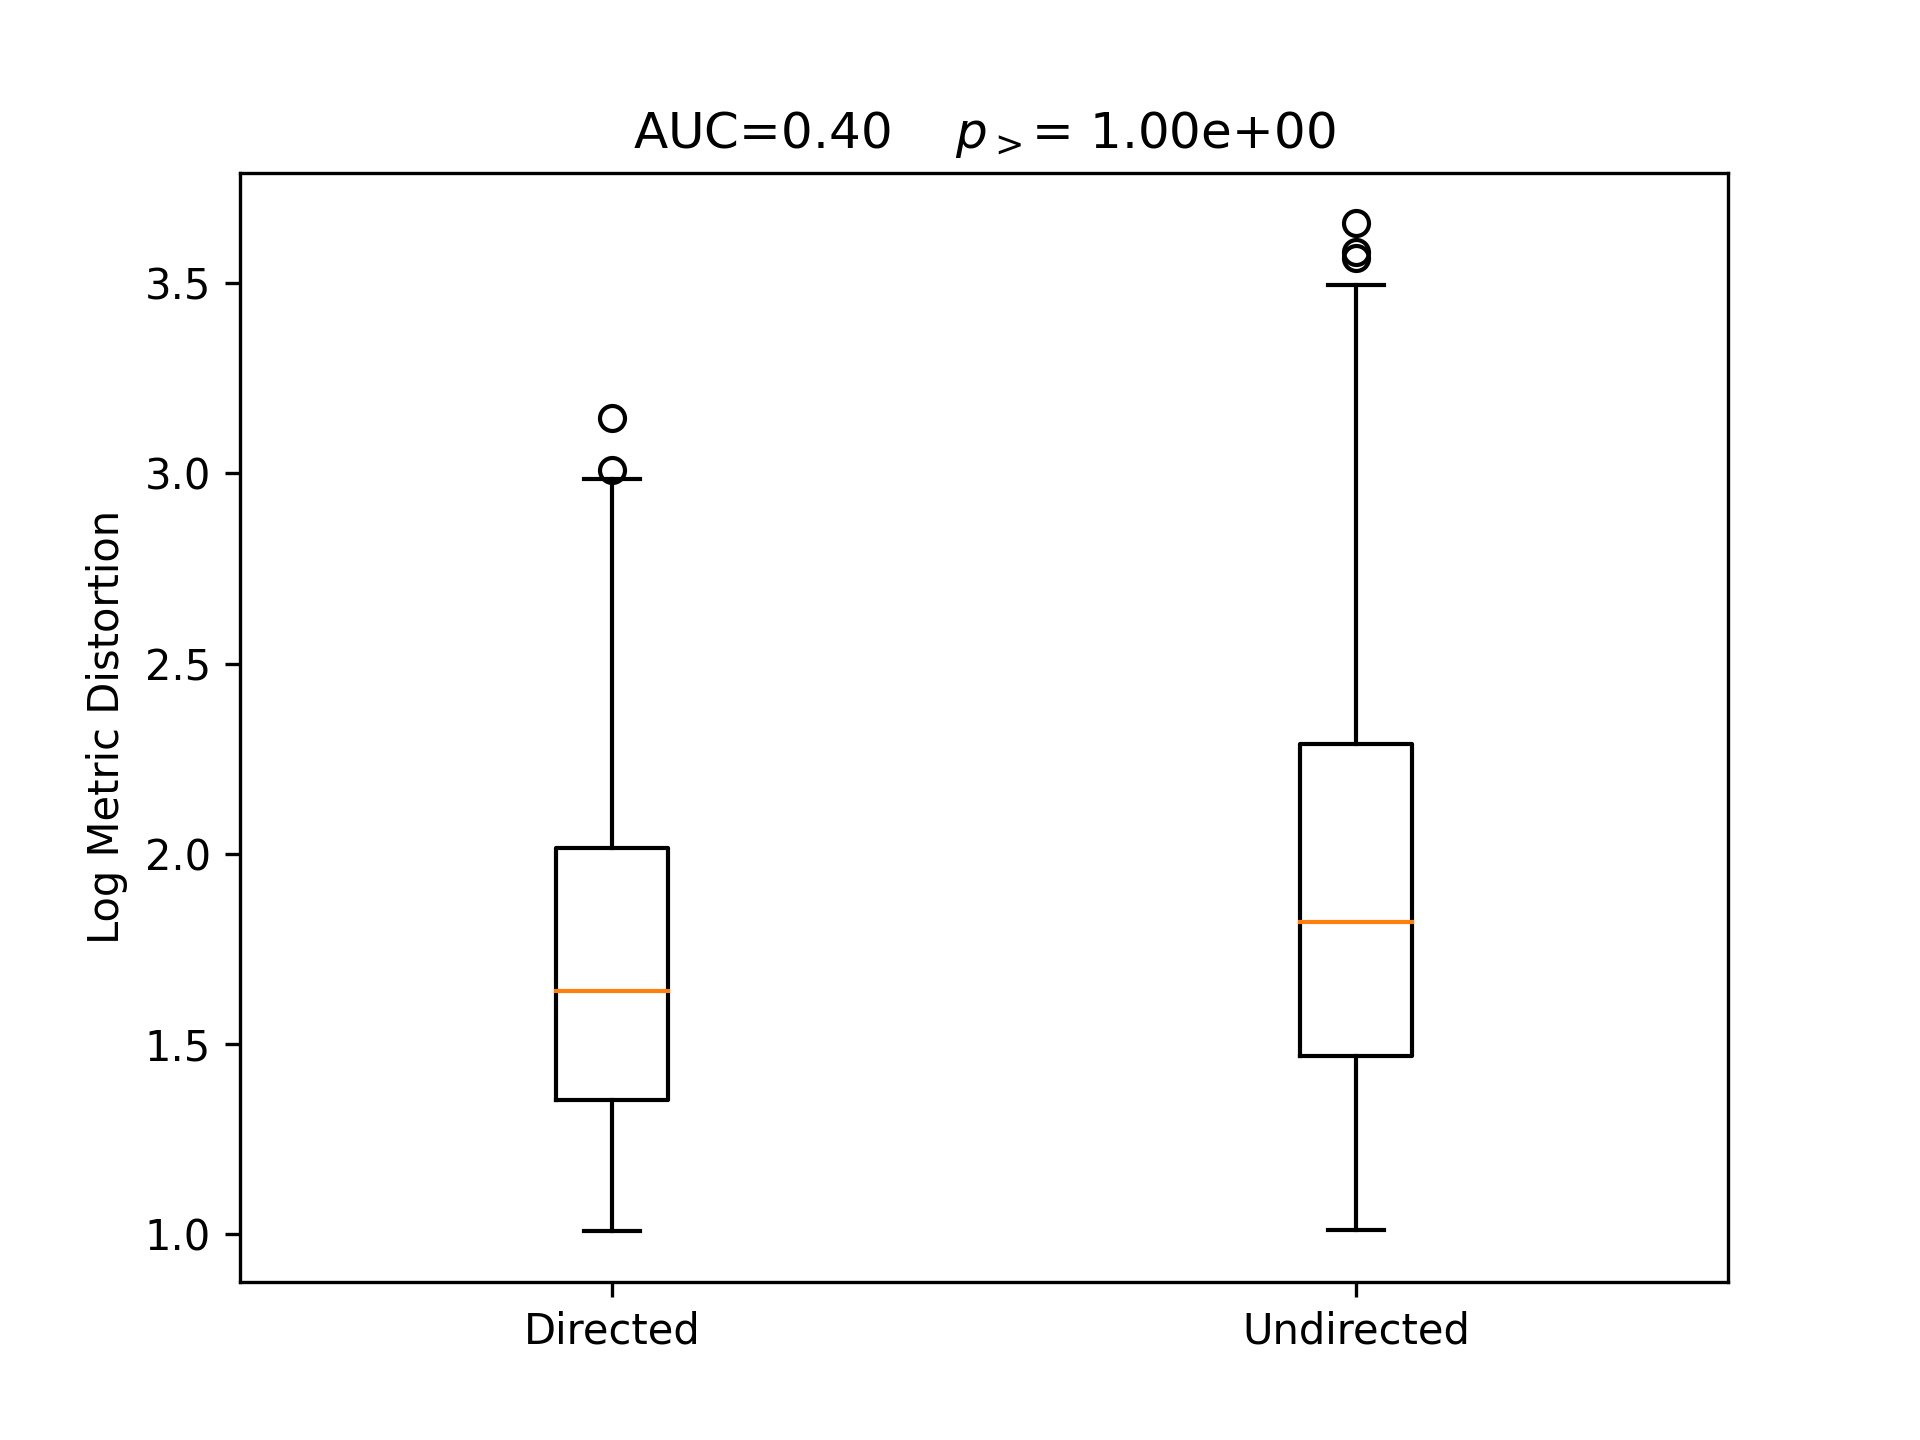 AUC=0.40 p > = 1.00e+00
Log Metric Distortion
3.5
3.0
2.5
2.0
1.5
1.0
Directed
Undirected